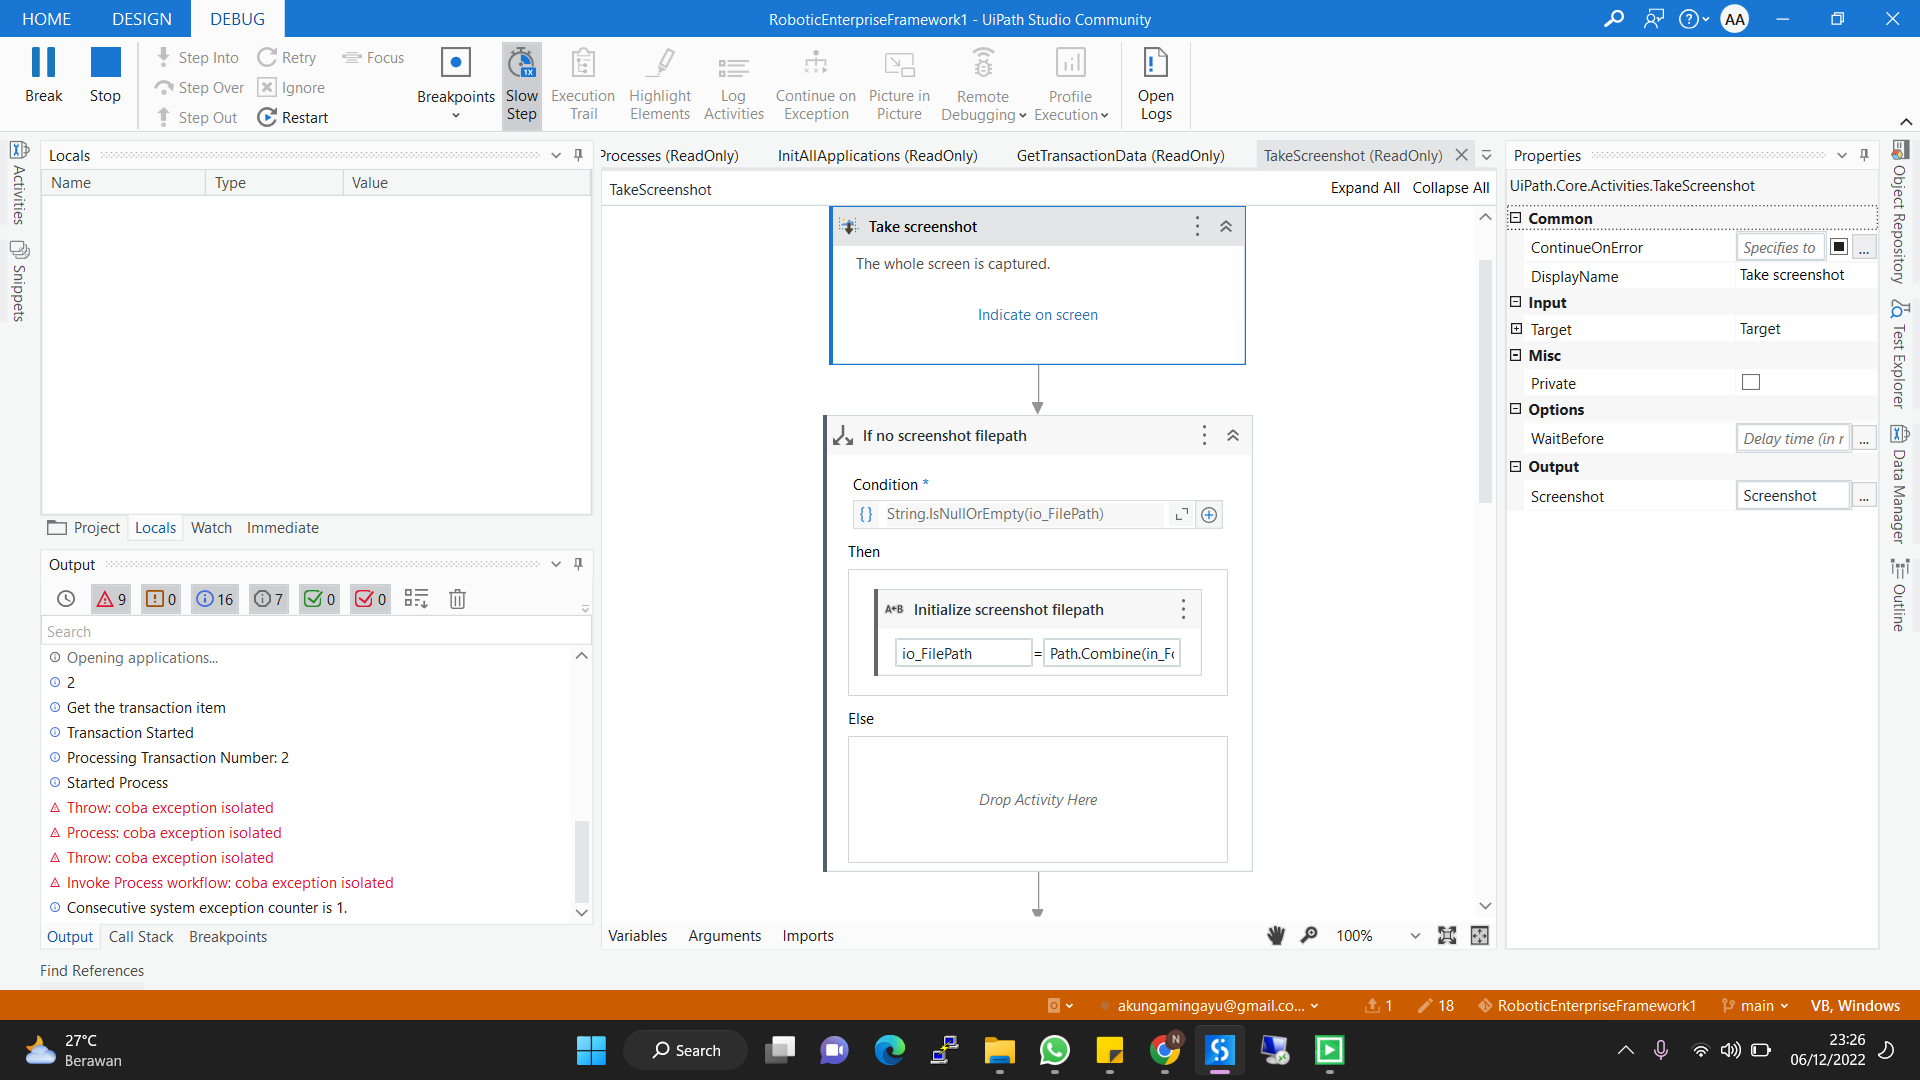 HOME DESIGN DEBUG RoboticEnterpriseFramework1 - UiPath Studio Community AA
Break Stop Step Into Step Over Step Out Retry Ignore Restart Focus Breakpoints
Slow Step 1X Execution Trail Highlight Elements Log Activities Continue on Exception Picture in Picture Remote Debugging Profile Execution Open Logs
Activities
Snippets
Locals
Name Type Value
Project Locals Watch Immediate
Output
9 0 16 7 0 0
Search
Opening applications...
2
Get the transaction item
Transaction Started
Processing Transaction Number: 2
Started Process
Throw: coba exception isolated
Process: coba exception isolated
Throw: coba exception isolated
Invoke Process workflow: coba exception isolated
Consecutive system exception counter is 1.
Output Call Stack Breakpoints
Find References
Processes (ReadOnly) InitAllApplications (ReadOnly) GetTransactionData (ReadOnly) TakeScreenshot (ReadOnly)
TakeScreenshot Expand All Collapse All
Take screenshot
The whole screen is captured.
Indicate on screen
If no screenshot filepath
Condition *
{} String.IsNullOrEmpty(io_FilePath)
Then
A+B Initialize screenshot filepath
io_FilePath = Path.Combine(in_Fo
Else
Drop Activity Here
Variables Arguments Imports 100%
Properties
UiPath.Core.Activities.TakeScreenshot
Common
ContinueOnError Specifies to ...
DisplayName Take screenshot
Input
Target Target
Misc
Private
Options
WaitBefore Delay time (in r ...
Output
Screenshot Screenshot ...
Object Repository
Test Explorer
Data Manager
Outline
akungamingayu@gmail.co... 1 18 RoboticEnterpriseFramework1 main VB, Windows
27°C
Berawan
Search
N
23:26
06/12/2022